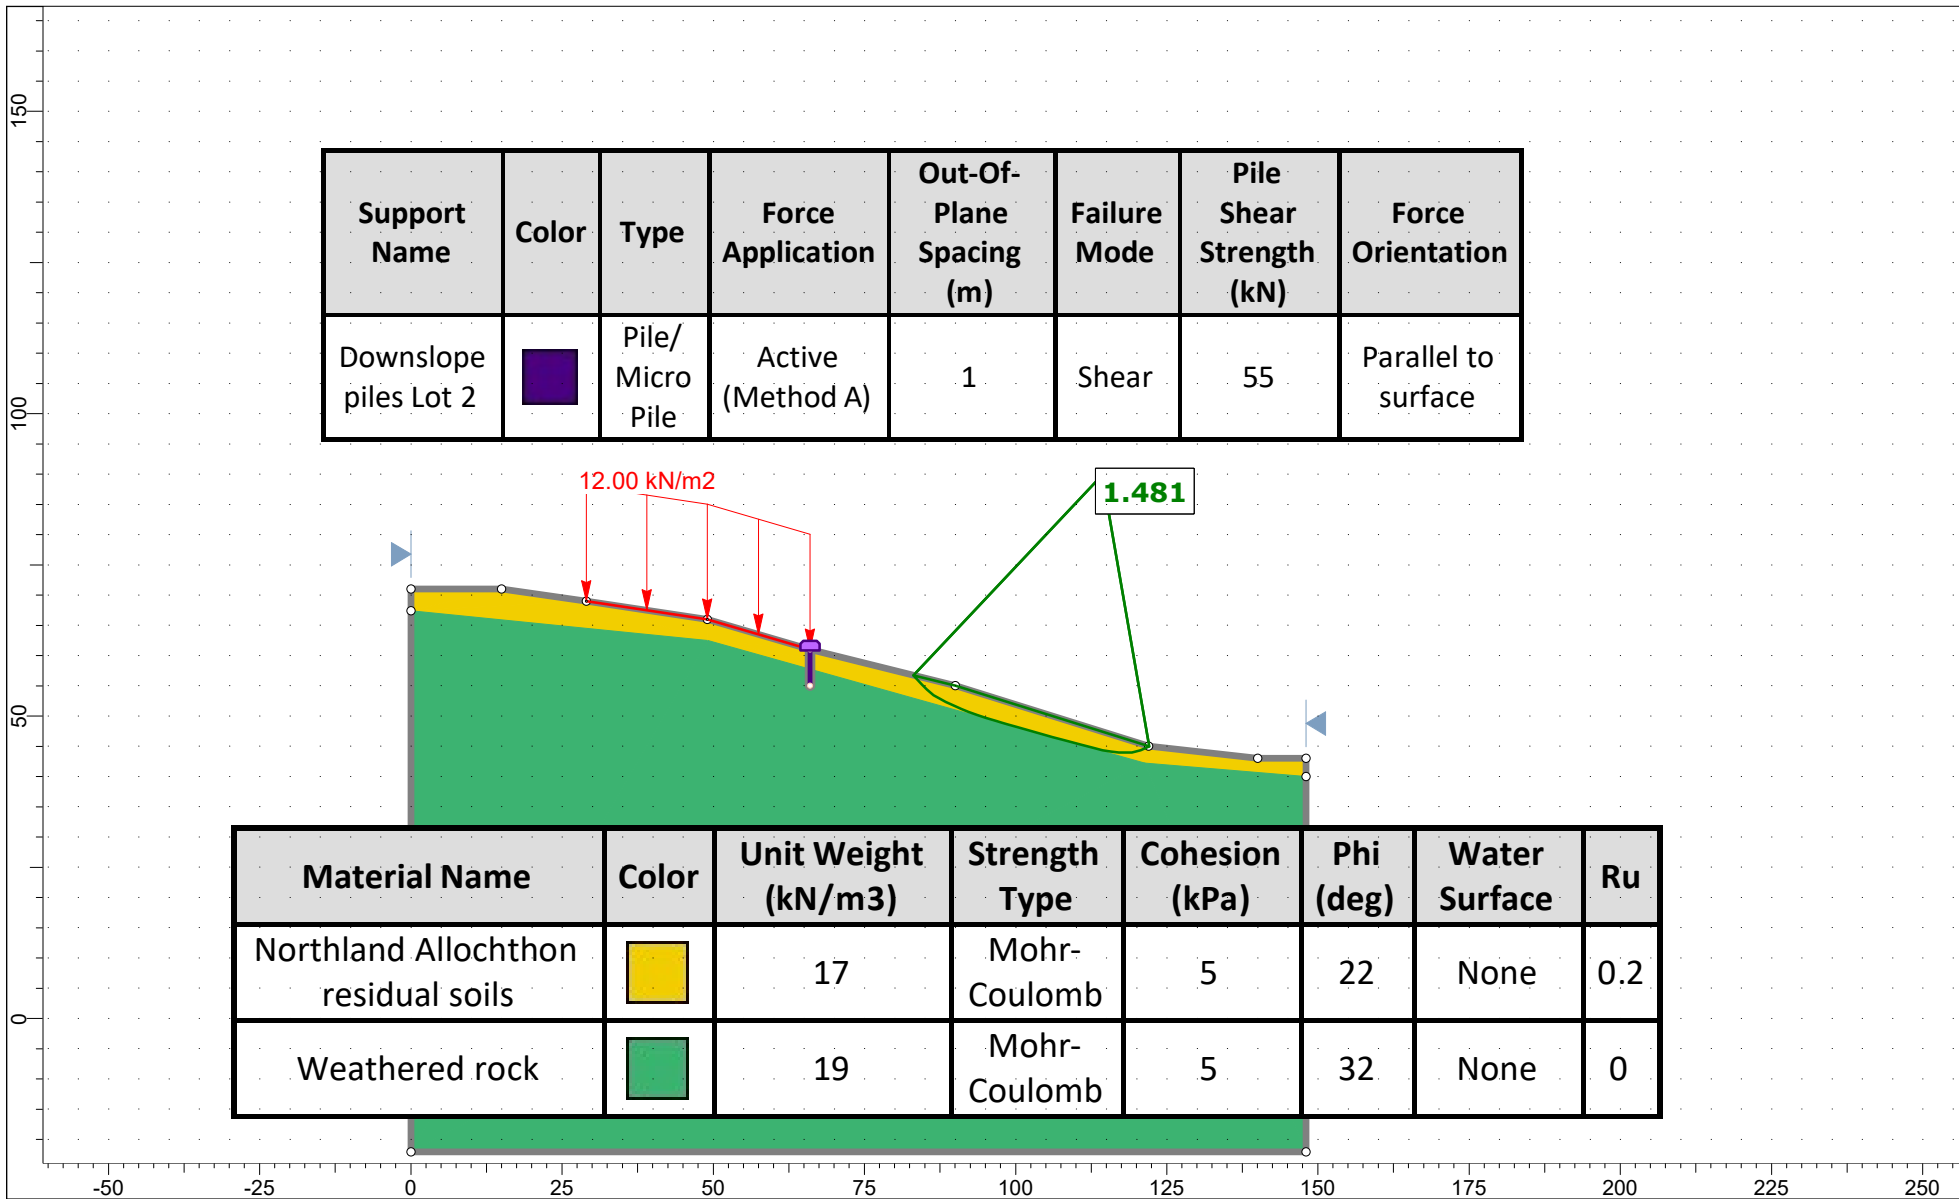 150
100
50
0
Support Name
Color
Type
Force Application
Out-Of-Plane Spacing (m)
Failure Mode
Pile Shear Strength (kN)
Force Orientation
Downslope piles Lot 2
Pile/ Micro Pile
Active (Method A)
1
Shear
55
Parallel to surface
12.00 kN/m2
1.481
Material Name
Color
Unit Weight (kN/m3)
Strength Type
Cohesion (kPa)
Phi (deg)
Water Surface
Ru
Northland Allochthon residual soils
17
Mohr-Coulomb
5
22
None
0.2
Weathered rock
19
Mohr-Coulomb
5
32
None
0
-50 -25 0 25 50 75 100 125 150 175 200 225 250